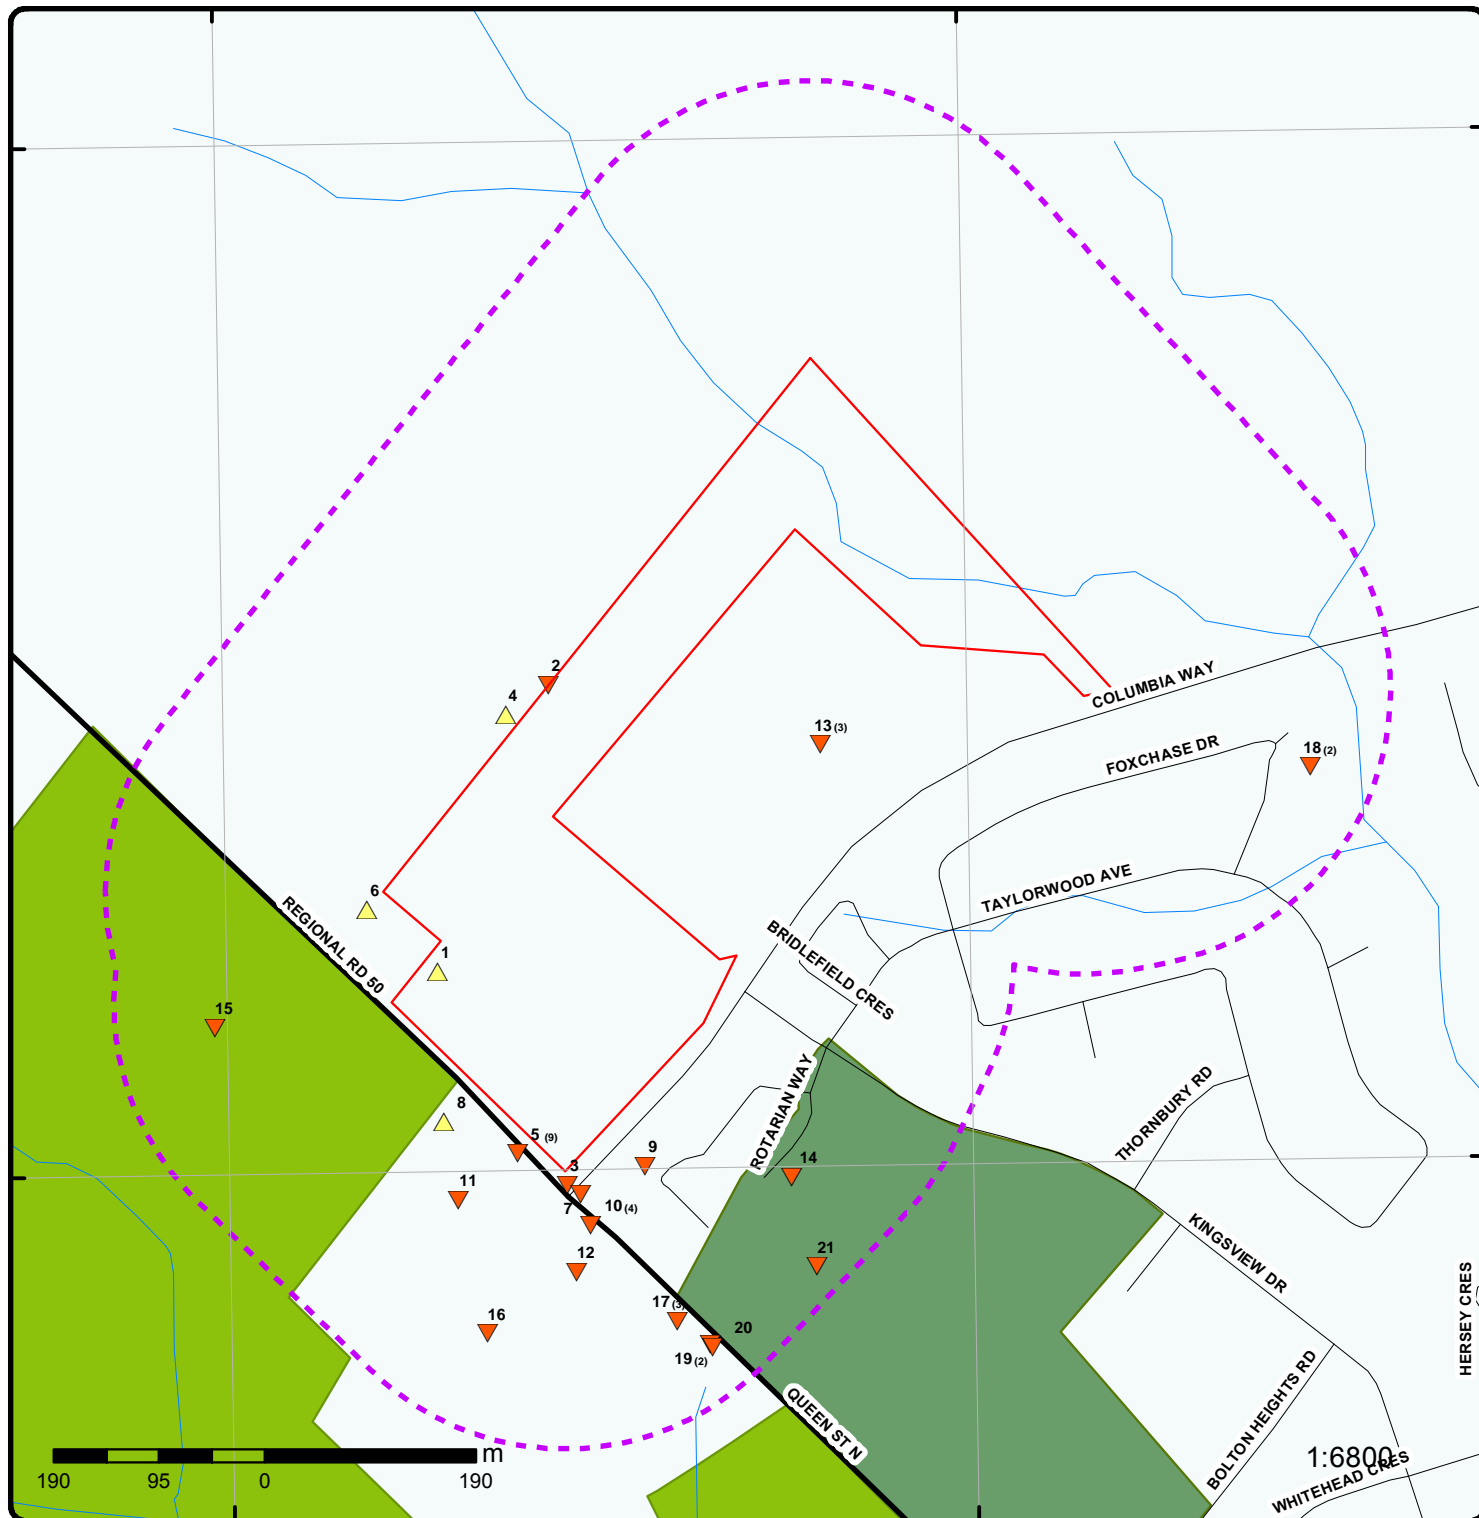 2
4
13 (3)
COLUMBIA WAY
FOXCHASE DR
18 (2)
6
REGIONAL RD 50
1
TAYLORWOOD AVE
BRIDLEFIELD CRES
15
8
5 (9)
9
ROTARIAN WAY
THORNBURY RD
3
14
11
7
10 (4)
12
21
KINGSVIEW DR
HERSEY CRES
16
17 (3)
20
19 (2)
QUEEN ST N
BOLTON HEIGHTS RD
WHITEHEAD CRES
1:6800
m
190 95 0 190